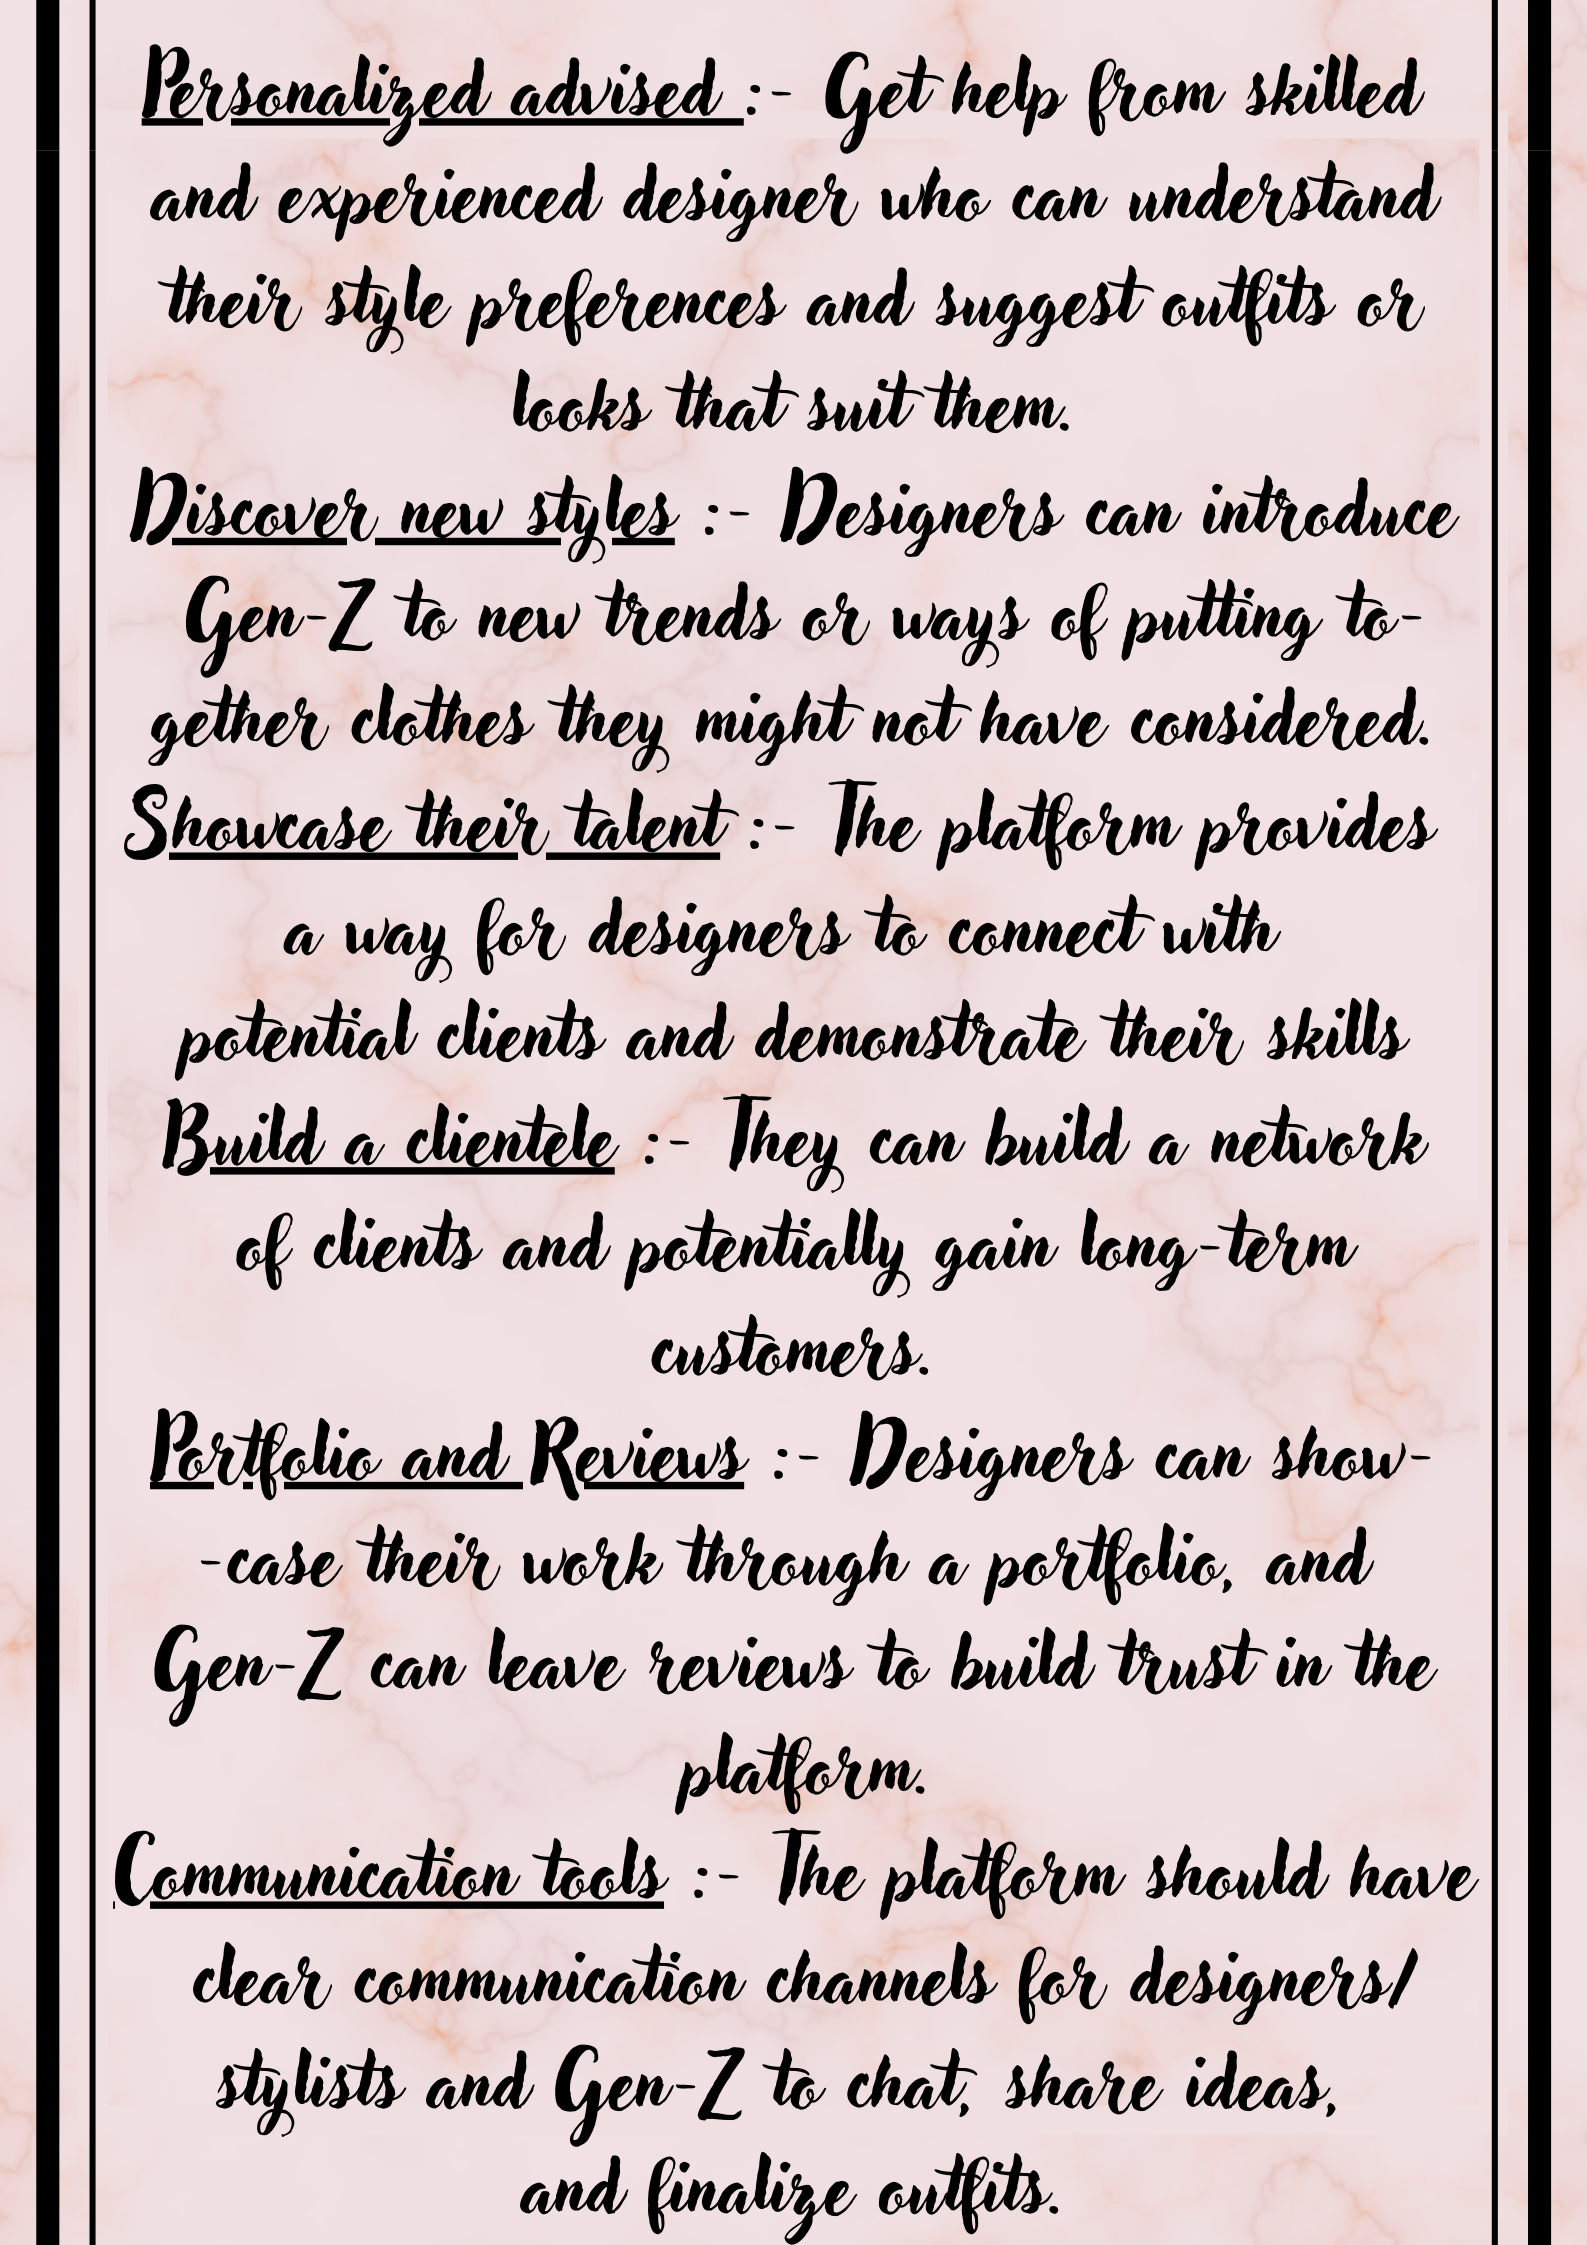 Personalized advised :- Get help from skilled
and experienced designer who can understand
their style preferences and suggest outfits or
looks that suit them.
Discover new styles :- Designers can introduce
Gen-Z to new trends or ways of putting to-
gether clothes they might not have considered.
Showcase their talent :- The platform provides
a way for designers to connect with
potential clients and demonstrate their skills
Build a clientele :- They can build a network
of clients and potentially gain long-term
customers.
Portfolio and Reviews :- Designers can show-
-case their work through a portfolio, and
Gen-Z can leave reviews to build trust in the
platform.
Communication tools :- The platform should have
clear communication channels for designers/
stylists and Gen-Z to chat, share ideas,
and finalize outfits.